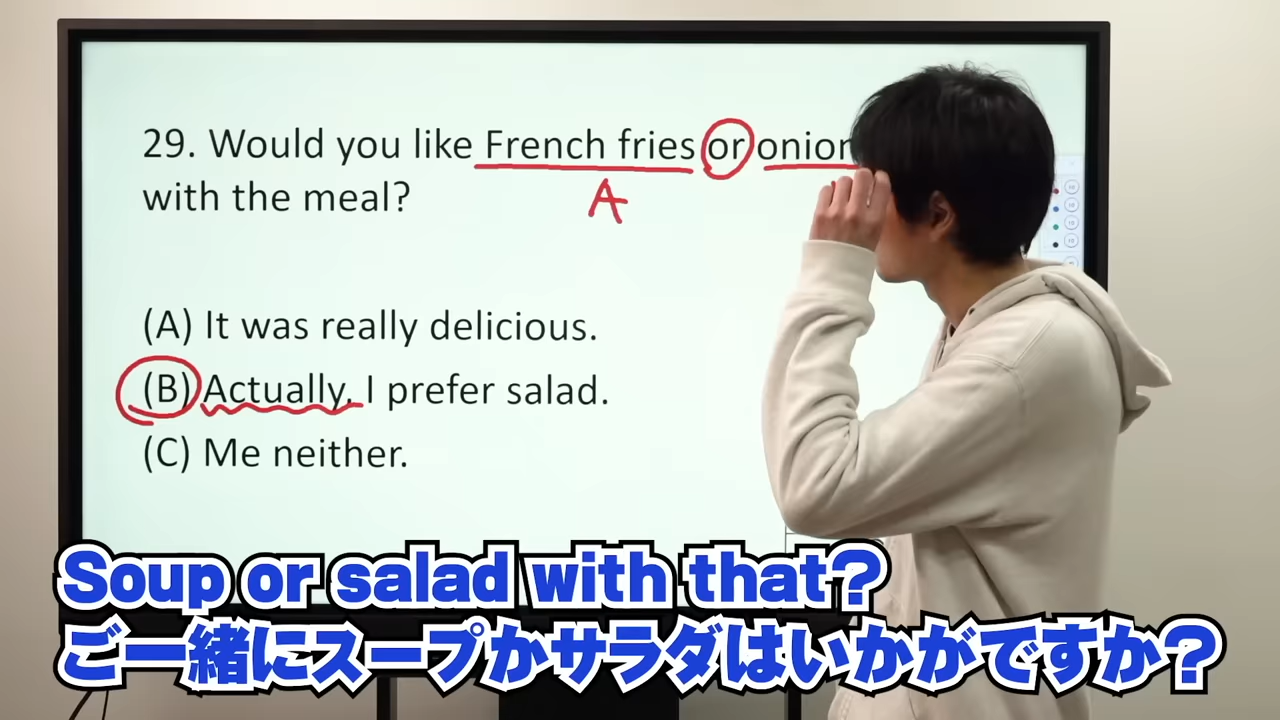 29. Would you like French fries or onion
with the meal?
A
(A) It was really delicious.
(B) Actually, I prefer salad.
(C) Me neither.
Soup or salad with that?
ご一緒にスープかサラダはいかがですか?